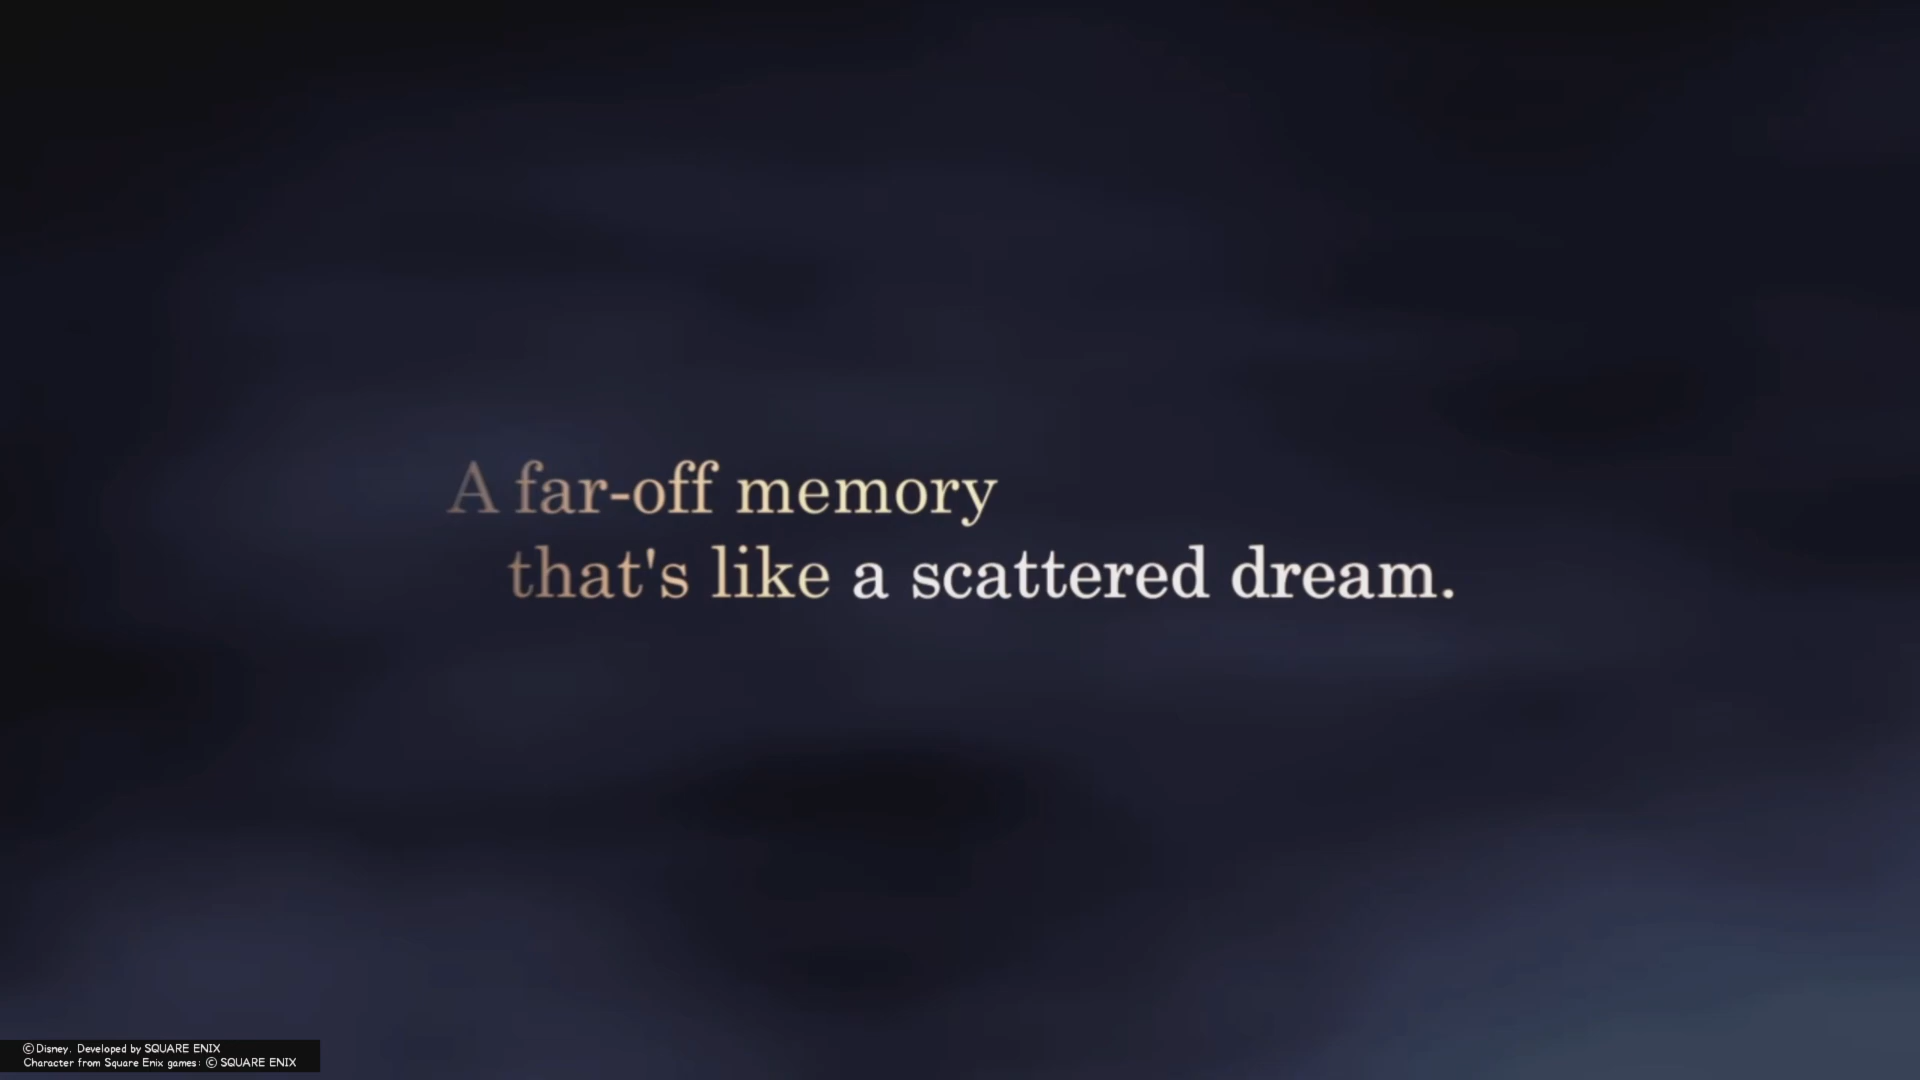 A far-off memory
that's like a scattered dream.
©Disney. Developed by SQUARE ENIX
Character from Square Enix games: © SQUARE ENIX